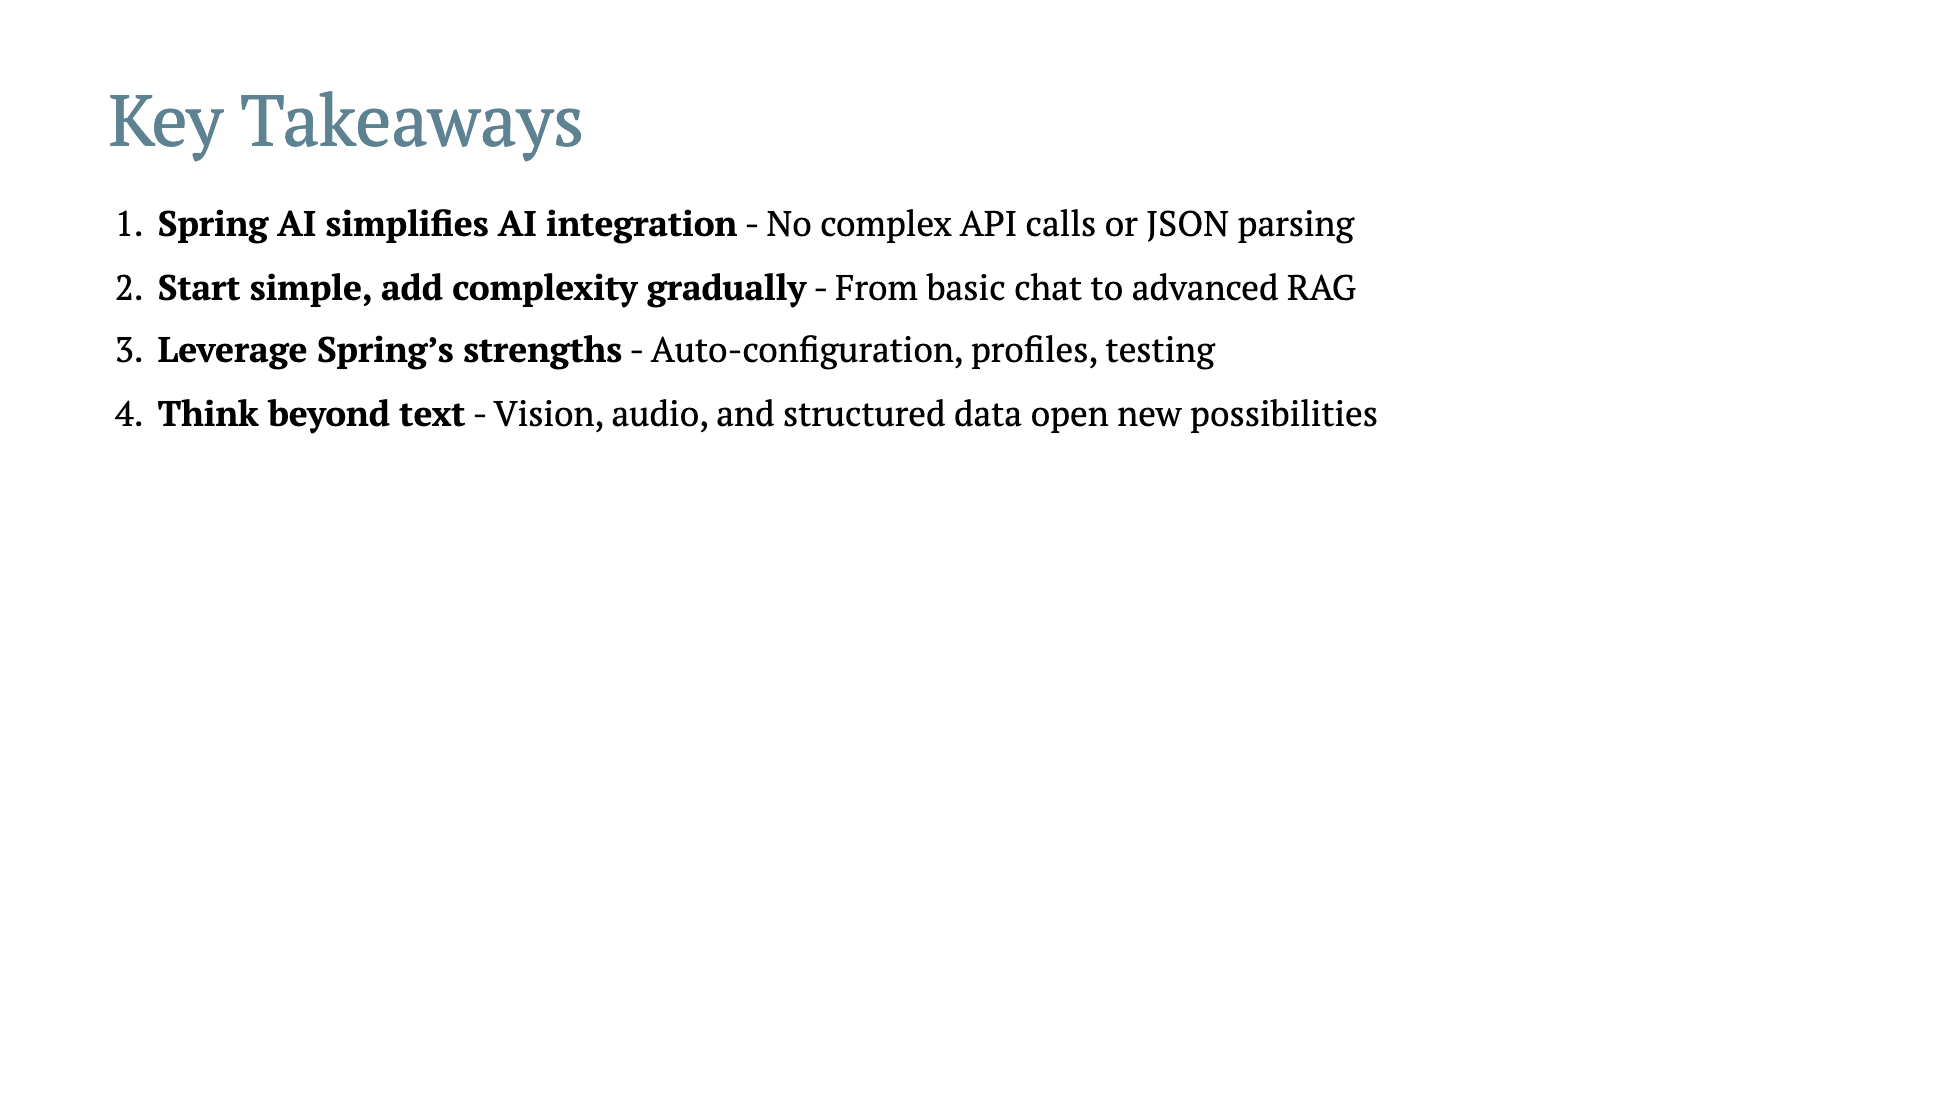 Key Takeaways
1. Spring AI simplifies AI integration - No complex API calls or JSON parsing
2. Start simple, add complexity gradually - From basic chat to advanced RAG
3. Leverage Spring’s strengths - Auto-configuration, profiles, testing
4. Think beyond text - Vision, audio, and structured data open new possibilities